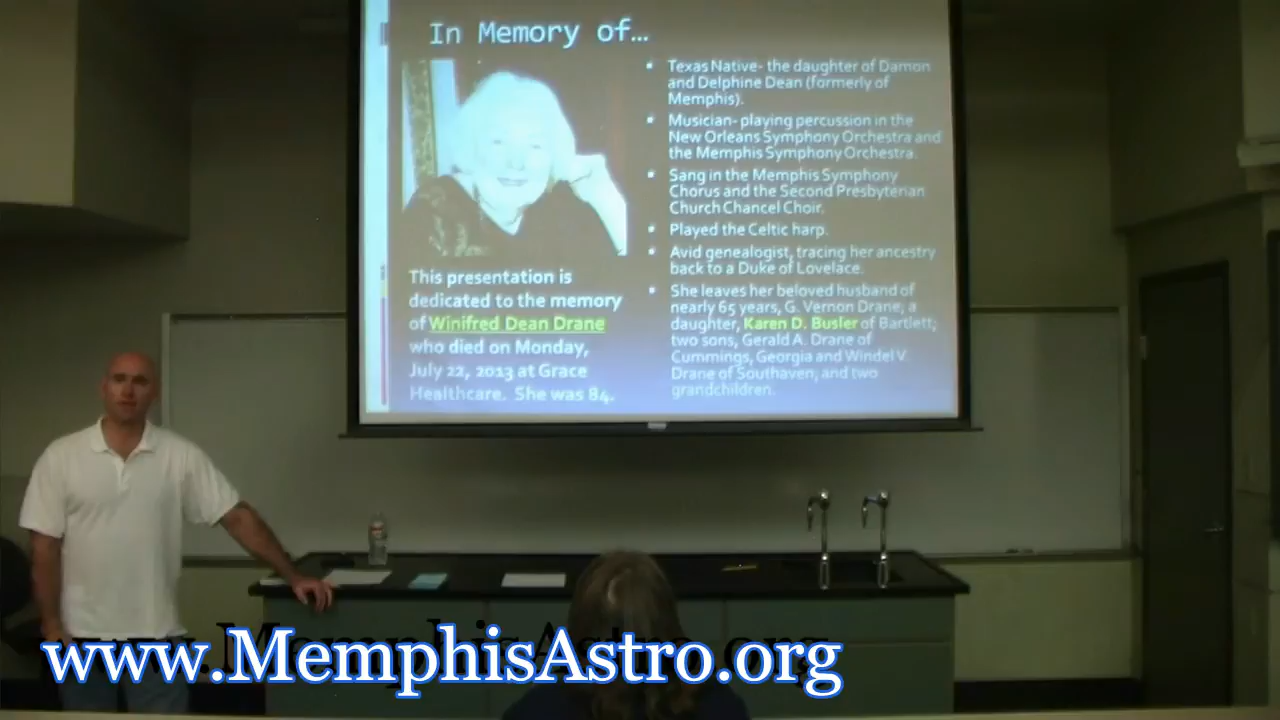 In Memory of...
This presentation is
dedicated to the memory
of Winifred Dean Drane
who died on Monday,
July 22, 2013 at Grace
Healthcare. She was 84.
Texas Native- the daughter of Damon
and Delphine Dean (formerly of
Memphis).
Musician- playing percussion in the
New Orleans Symphony Orchestra and
the Memphis Symphony Orchestra.
Sang in the Memphis Symphony
Chorus and the Second Presbyterian
Church Chancel Choir.
Played the Celtic harp.
Avid genealogist, tracing her ancestry
back to a Duke of Lovelace.
She leaves her beloved husband of
nearly 65 years, G. Vernon Drane; a
daughter, Karen D. Busler of Bartlett;
two sons, Gerald A. Drane of
Cummings, Georgia and Windel V.
Drane of Southaven; and two
grandchildren.
www.MemphisAstro.org